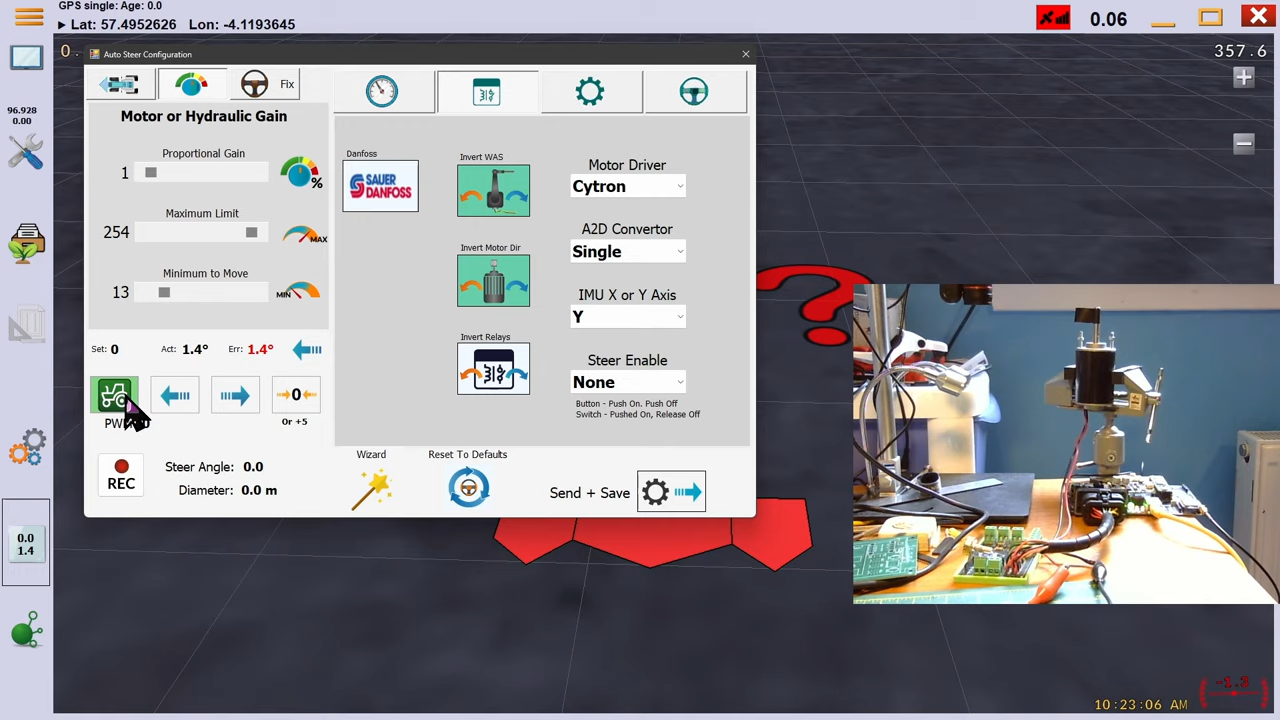 GPS single: Age: 0.0
▸ Lat: 57.4952626 Lon: -4.1193645
0.06
0.
357.6
96.928
0.00
Auto Steer Configuration
Fix
Motor or Hydraulic Gain
Proportional Gain
1
%
Maximum Limit
254
MAX
Minimum to Move
13
MIN
Set: 0
Act: 1.4°
Err: 1.4°
0
Or +5
REC
Steer Angle: 0.0
Diameter: 0.0 m
Danfoss
SAUER
DANFOSS
Invert WAS
Invert Motor Dir
Invert Relays
Motor Driver
Cytron
A2D Convertor
Single
IMU X or Y Axis
Y
Steer Enable
None
Button - Push On, Push Off
Switch - Pushed On, Release Off
Wizard
Reset To Defaults
Send + Save
0.0
1.4
?
-1.3
10:23:06 AM